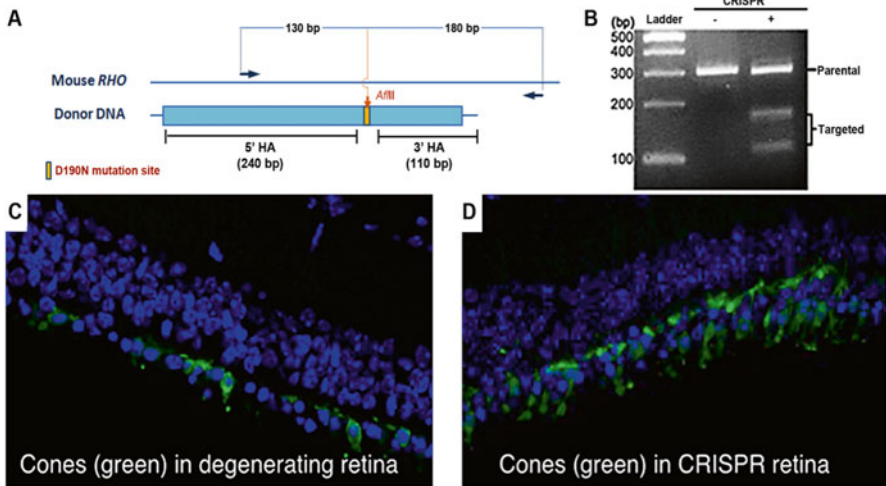 A
130 bp
180 bp
Mouse RHO
AflII
Donor DNA
5' HA
(240 bp)
3' HA
(110 bp)
D190N mutation site
B
CRISPR
(bp) Ladder - +
500
400
300
200
100
Parental
Targeted
C
Cones (green) in degenerating retina
D
Cones (green) in CRISPR retina